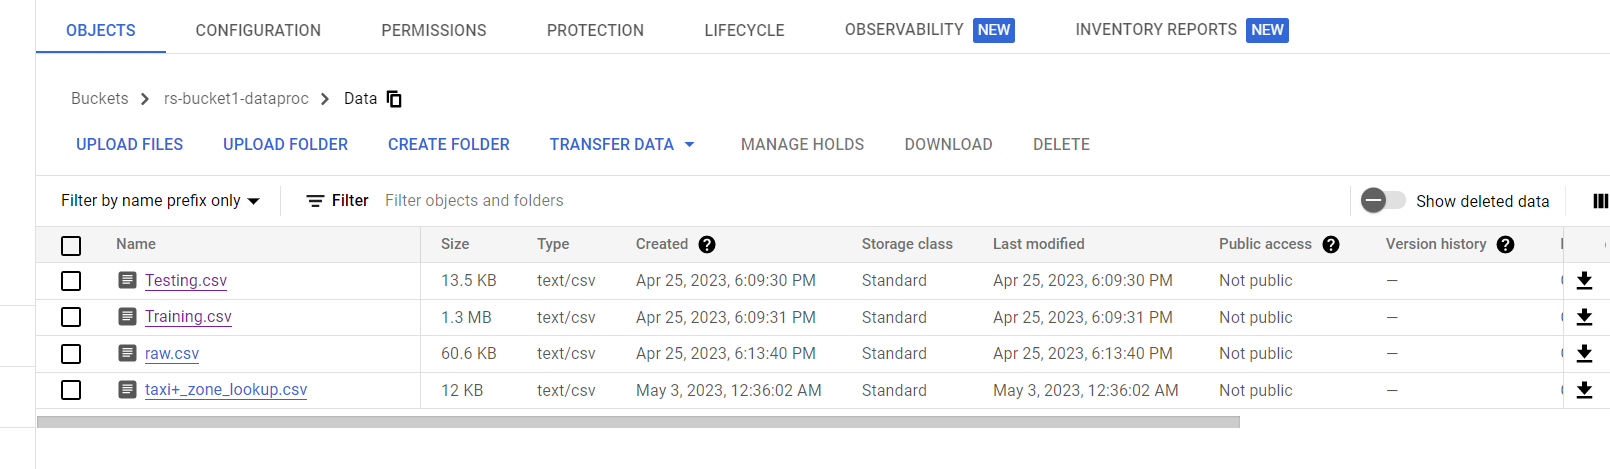 OBJECTS CONFIGURATION PERMISSIONS PROTECTION LIFECYCLE OBSERVABILITY NEW INVENTORY REPORTS NEW
Buckets > rs-bucket1-dataproc > Data
UPLOAD FILES UPLOAD FOLDER CREATE FOLDER TRANSFER DATA MANAGE HOLDS DOWNLOAD DELETE
Filter by name prefix only Filter Filter objects and folders Show deleted data
Name Size Type Created ? Storage class Last modified Public access ? Version history ?
Testing.csv 13.5 KB text/csv Apr 25, 2023, 6:09:30 PM Standard Apr 25, 2023, 6:09:30 PM Not public —
Training.csv 1.3 MB text/csv Apr 25, 2023, 6:09:31 PM Standard Apr 25, 2023, 6:09:31 PM Not public —
raw.csv 60.6 KB text/csv Apr 25, 2023, 6:13:40 PM Standard Apr 25, 2023, 6:13:40 PM Not public —
taxi+_zone_lookup.csv 12 KB text/csv May 3, 2023, 12:36:02 AM Standard May 3, 2023, 12:36:02 AM Not public —